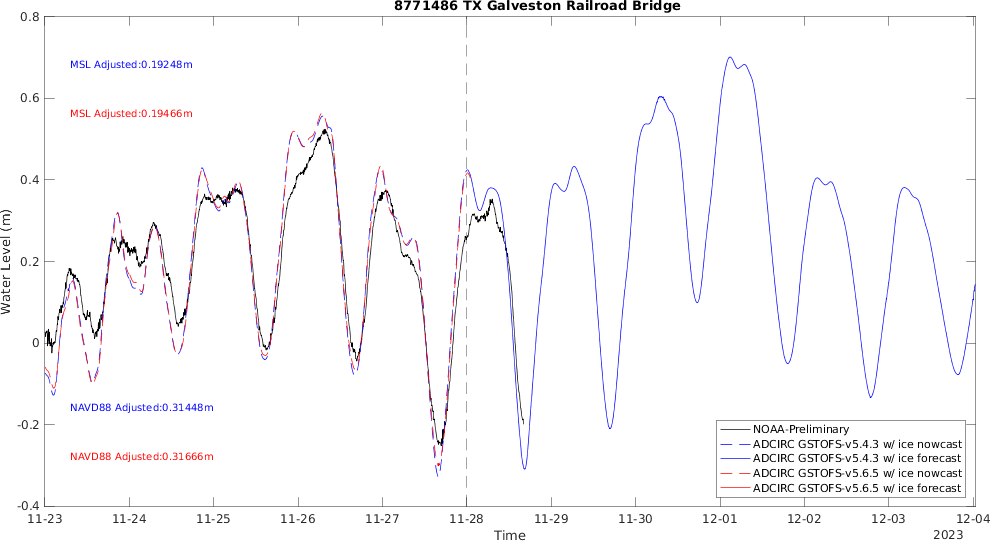 8771486 TX Galveston Railroad Bridge
0.8
0.6
0.4
0.2
0
-0.2
-0.4
Water Level (m)
MSL Adjusted:0.19248m
MSL Adjusted:0.19466m
NAVD88 Adjusted:0.31448m
NAVD88 Adjusted:0.31666m
NOAA-Preliminary
ADCIRC GSTOFS-v5.4.3 w/ ice nowcast
ADCIRC GSTOFS-v5.4.3 w/ ice forecast
ADCIRC GSTOFS-v5.6.5 w/ ice nowcast
ADCIRC GSTOFS-v5.6.5 w/ ice forecast
11-23 11-24 11-25 11-26 11-27 11-28 11-29 11-30 12-01 12-02 12-03 12-04
Time
2023